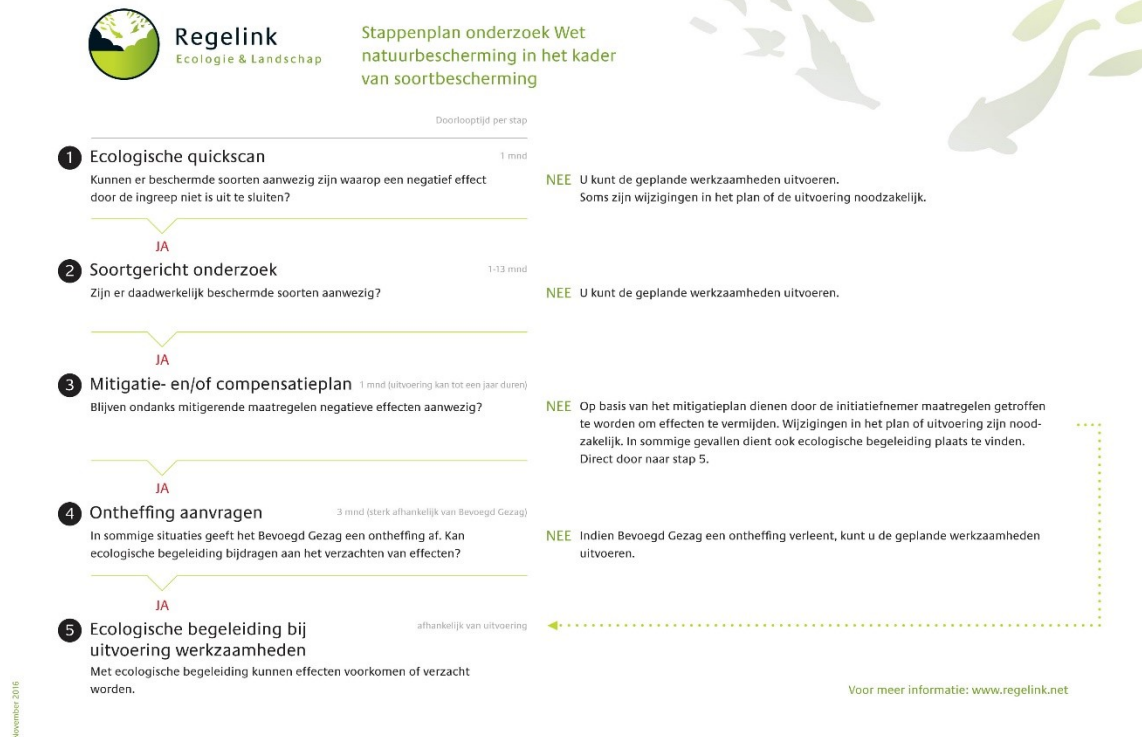 Regelink
Ecologie & Landschap
Stappenplan onderzoek Wet
natuurbescherming in het kader
van soortbescherming
Doorlooptijd per stap
1 Ecologische quickscan 1 mnd
Kunnen er beschermde soorten aanwezig zijn waarop een negatief effect
door de ingreep niet is uit te sluiten?
NEE U kunt de geplande werkzaamheden uitvoeren.
Soms zijn wijzigingen in het plan of de uitvoering noodzakelijk.
JA
2 Soortgericht onderzoek 1-13 mnd
Zijn er daadwerkelijk beschermde soorten aanwezig?
NEE U kunt de geplande werkzaamheden uitvoeren.
JA
3 Mitigatie- en/of compensatieplan 1 mnd (uitvoering kan tot een jaar duren)
Blijven ondanks mitigerende maatregelen negatieve effecten aanwezig?
NEE Op basis van het mitigatieplan dienen door de initiatiefnemer maatregelen getroffen
te worden om effecten te vermijden. Wijzigingen in het plan of uitvoering zijn nood-
zakelijk. In sommige gevallen dient ook ecologische begeleiding plaats te vinden.
Direct door naar stap 5.
JA
4 Ontheffing aanvragen 3 mnd (sterk afhankelijk van Bevoegd Gezag)
In sommige situaties geeft het Bevoegd Gezag een ontheffing af. Kan
ecologische begeleiding bijdragen aan het verzachten van effecten?
NEE Indien Bevoegd Gezag een ontheffing verleent, kunt u de geplande werkzaamheden
uitvoeren.
JA
5 Ecologische begeleiding bij afhankelijk van uitvoering
uitvoering werkzaamheden
Met ecologische begeleiding kunnen effecten voorkomen of verzacht
worden.
Voor meer informatie: www.regelink.net
November 2016